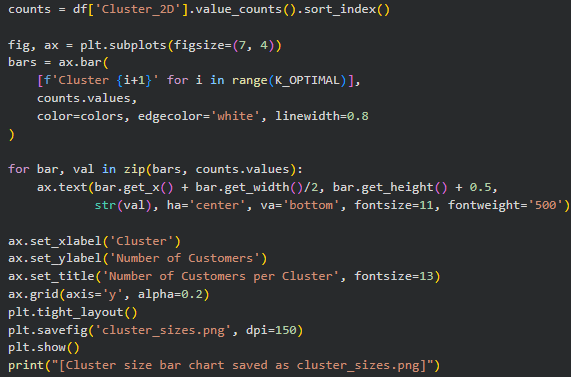 counts = df['Cluster_2D'].value_counts().sort_index()

fig, ax = plt.subplots(figsize=(7, 4))
bars = ax.bar(
    [f'Cluster {i+1}' for i in range(K_OPTIMAL)],
    counts.values,
    color=colors, edgecolor='white', linewidth=0.8
)

for bar, val in zip(bars, counts.values):
    ax.text(bar.get_x() + bar.get_width()/2, bar.get_height() + 0.5,
            str(val), ha='center', va='bottom', fontsize=11, fontweight='500')

ax.set_xlabel('Cluster')
ax.set_ylabel('Number of Customers')
ax.set_title('Number of Customers per Cluster', fontsize=13)
ax.grid(axis='y', alpha=0.2)
plt.tight_layout()
plt.savefig('cluster_sizes.png', dpi=150)
plt.show()
print("[Cluster size bar chart saved as cluster_sizes.png]")